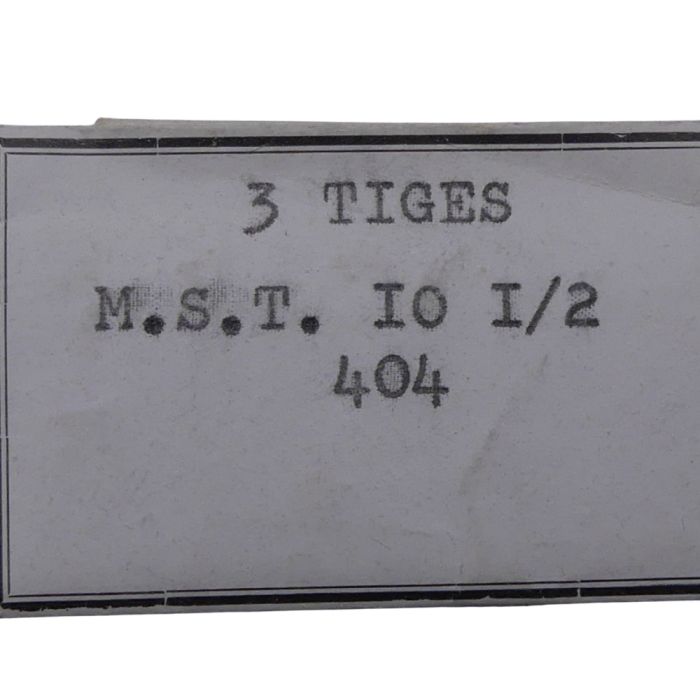 3 TIGES
M.S.T. IO I/2
404